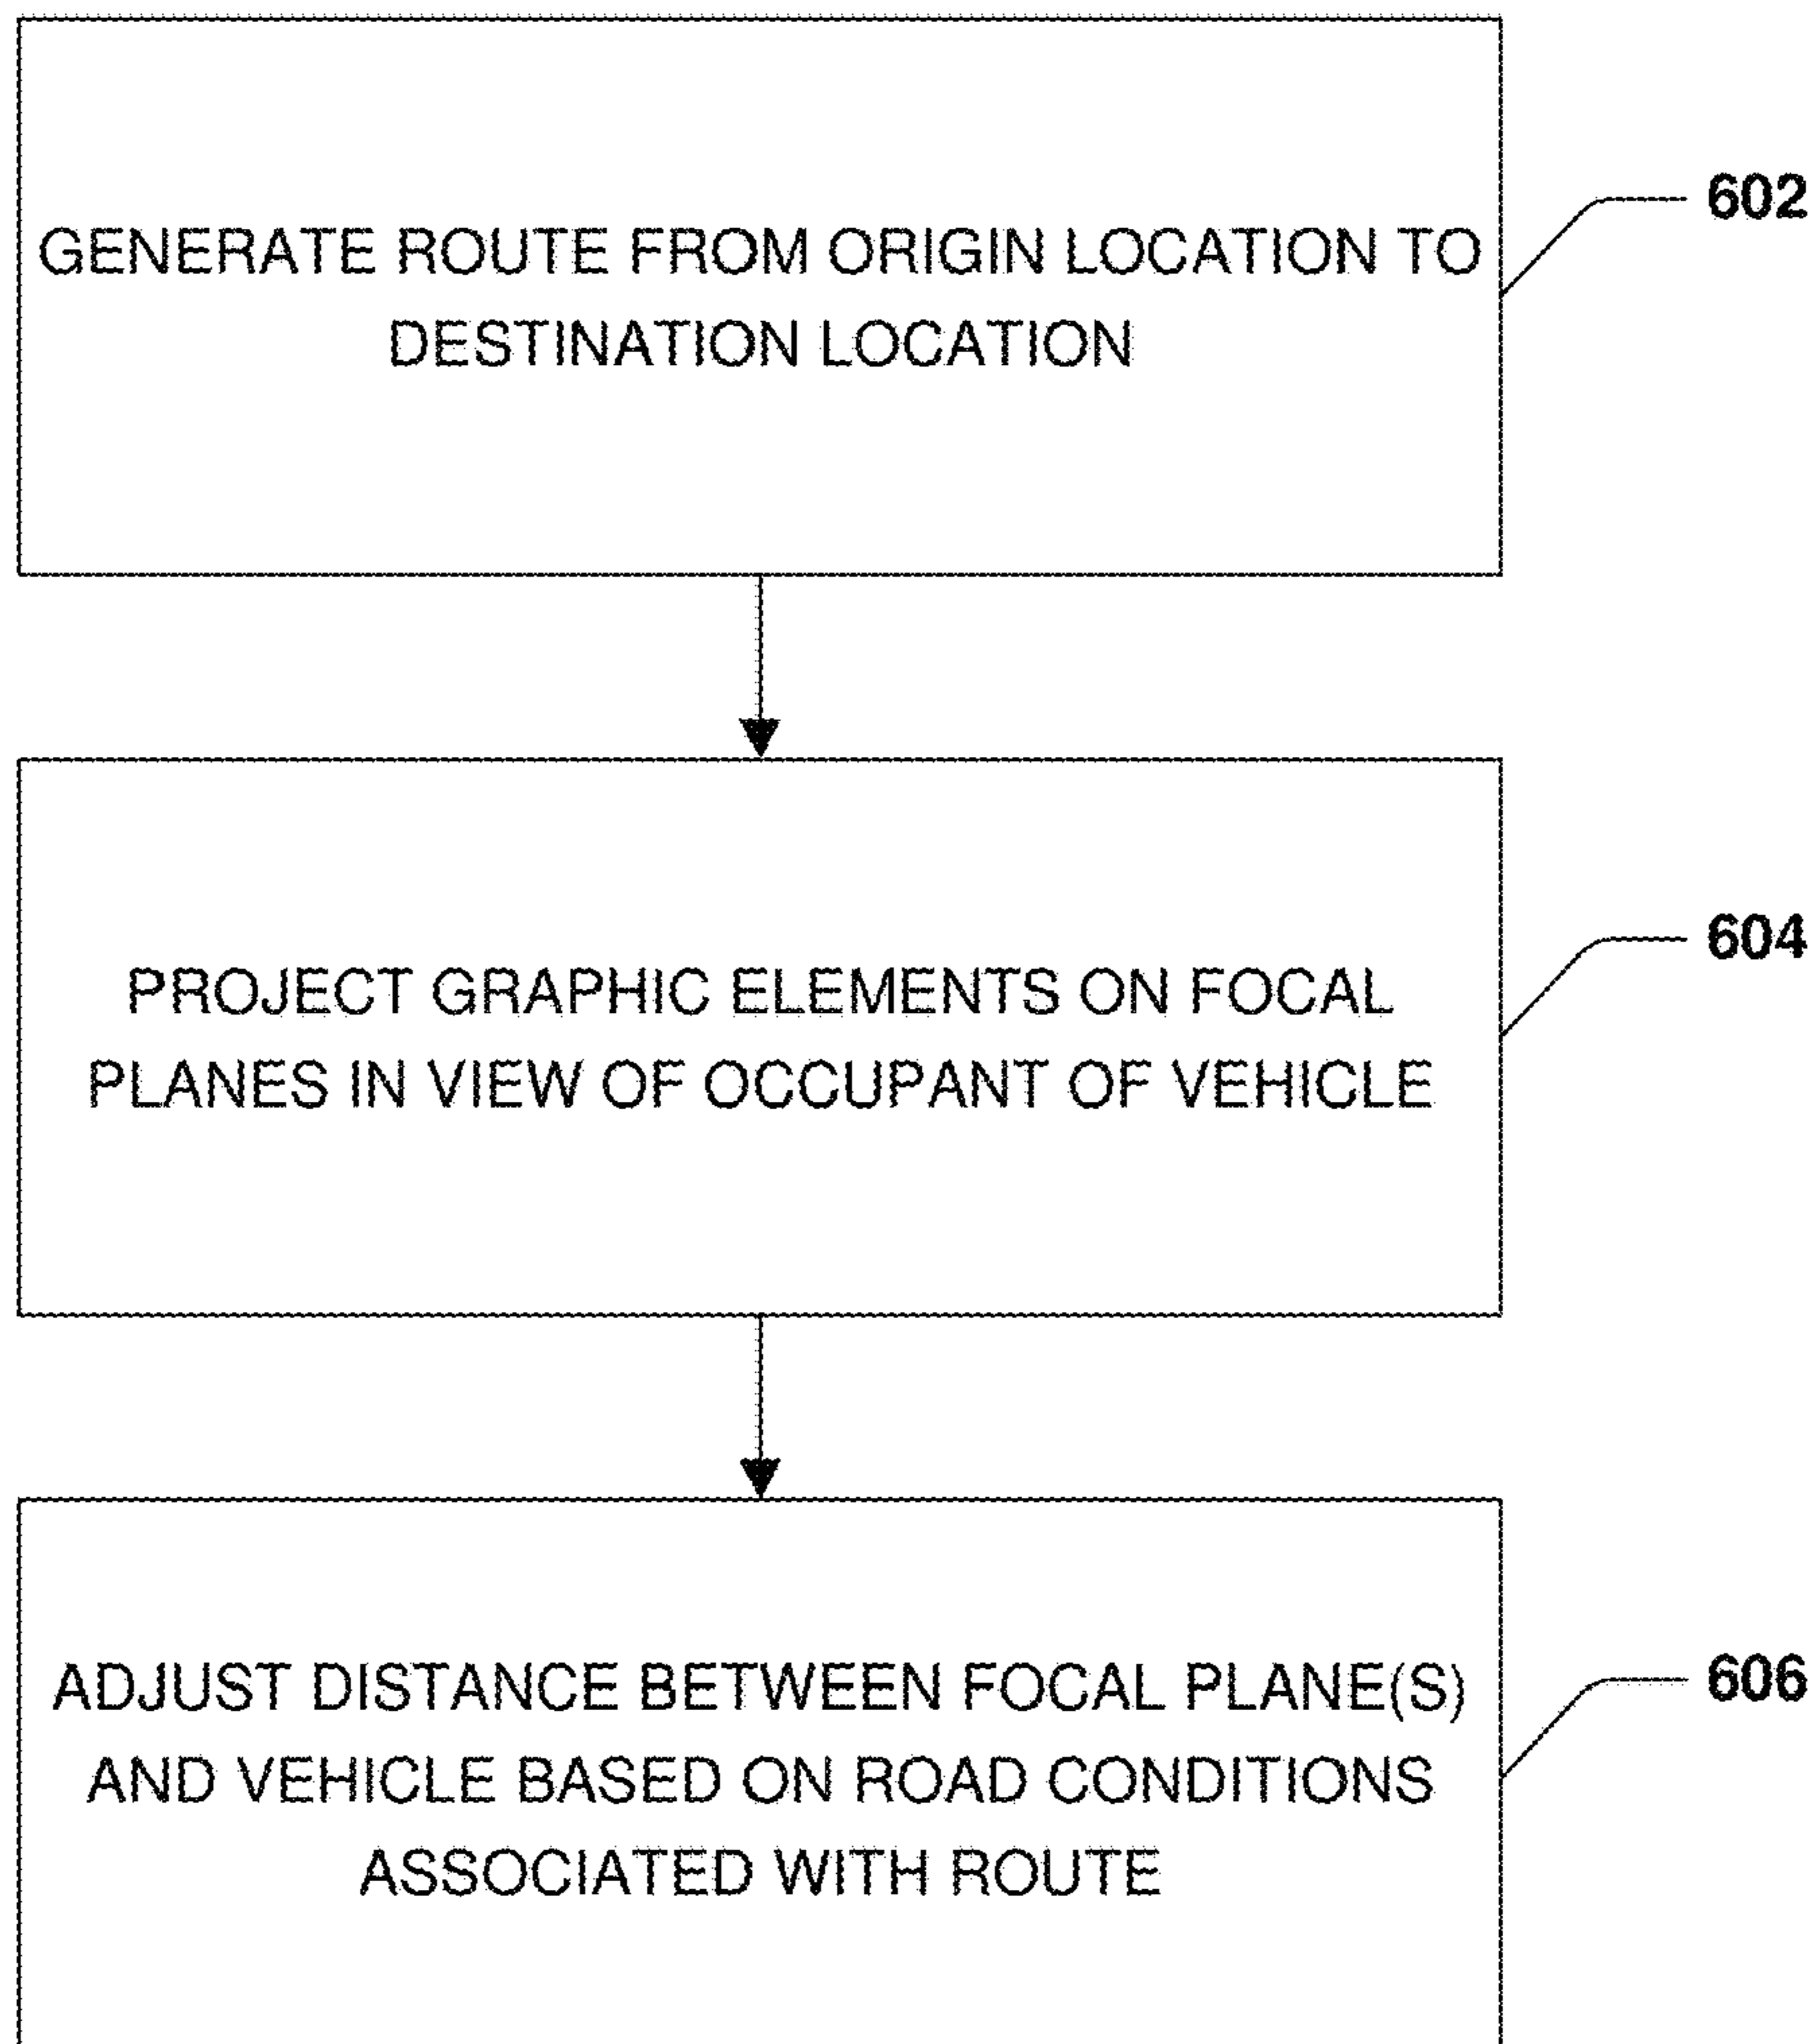 GENERATE ROUTE FROM ORIGIN LOCATION TO
DESTINATION LOCATION
602
PROJECT GRAPHIC ELEMENTS ON FOCAL
PLANES IN VIEW OF OCCUPANT OF VEHICLE
604
ADJUST DISTANCE BETWEEN FOCAL PLANE(S)
AND VEHICLE BASED ON ROAD CONDITIONS
ASSOCIATED WITH ROUTE
606